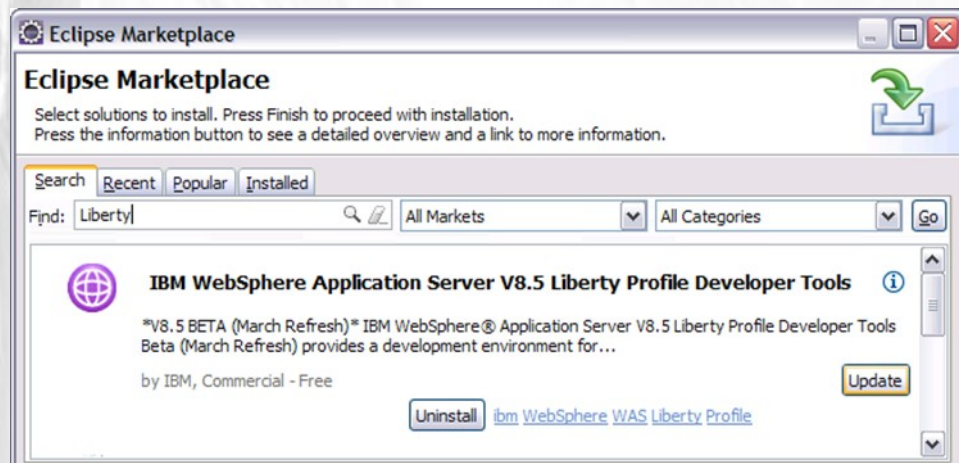 Eclipse Marketplace
Eclipse Marketplace
Select solutions to install. Press Finish to proceed with installation.
Press the information button to see a detailed overview and a link to more information.
Search Recent Popular Installed
Find: Liberty All Markets All Categories Go
IBM WebSphere Application Server V8.5 Liberty Profile Developer Tools
*V8.5 BETA (March Refresh)* IBM WebSphere® Application Server V8.5 Liberty Profile Developer Tools
Beta (March Refresh) provides a development environment for...
by IBM, Commercial - Free Update
Uninstall ibm WebSphere WAS Liberty Profile